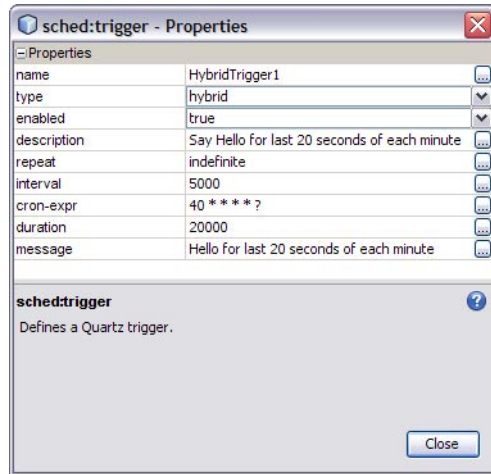 sched:trigger - Properties
Properties
name HybridTrigger1 ...
type hybrid
enabled true
description Say Hello for last 20 seconds of each minute ...
repeat indefinite ...
interval 5000 ...
cron-expr 40 * * * * ? ...
duration 20000 ...
message Hello for last 20 seconds of each minute ...
sched:trigger ?
Defines a Quartz trigger.
Close